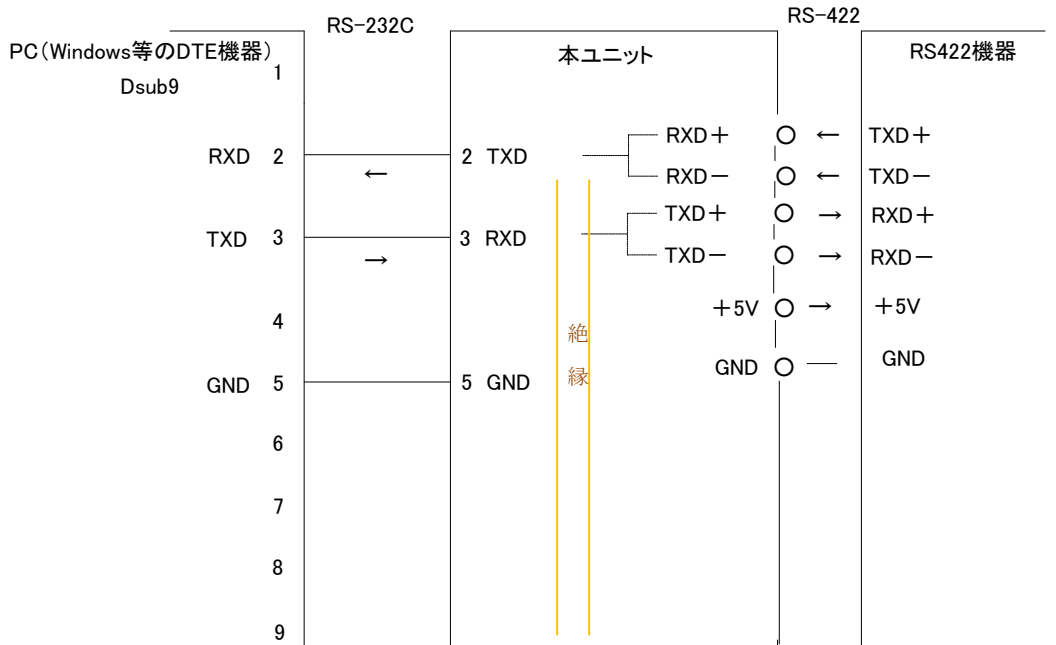 RS-232C
RS-422
PC(Windows等のDTE機器)
本ユニット
RS422機器
Dsub9
1
RXD＋ ← TXD＋
RXD 2
2 TXD
←
RXD－ ← TXD－
TXD＋ → RXD＋
TXD 3
3 RXD
→
TXD－ → RXD－
＋5V → ＋5V
4
絶縁
GND GND
GND 5
5 GND
6
7
8
9